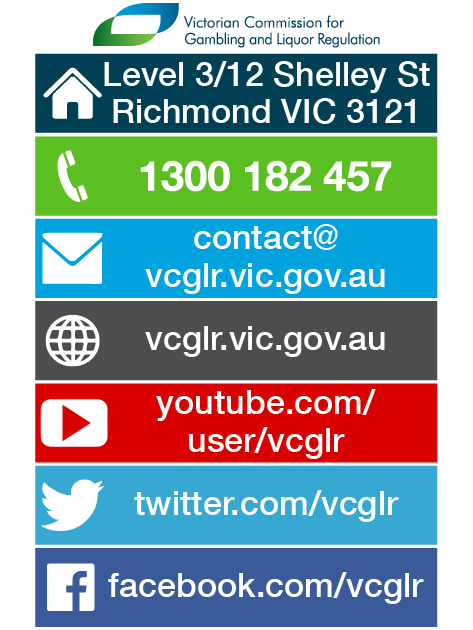 Victorian Commission for
Gambling and Liquor Regulation
Level 3/12 Shelley St
Richmond VIC 3121
1300 182 457
contact@
vcglr.vic.gov.au
vcglr.vic.gov.au
youtube.com/
user/vcglr
twitter.com/vcglr
facebook.com/vcglr